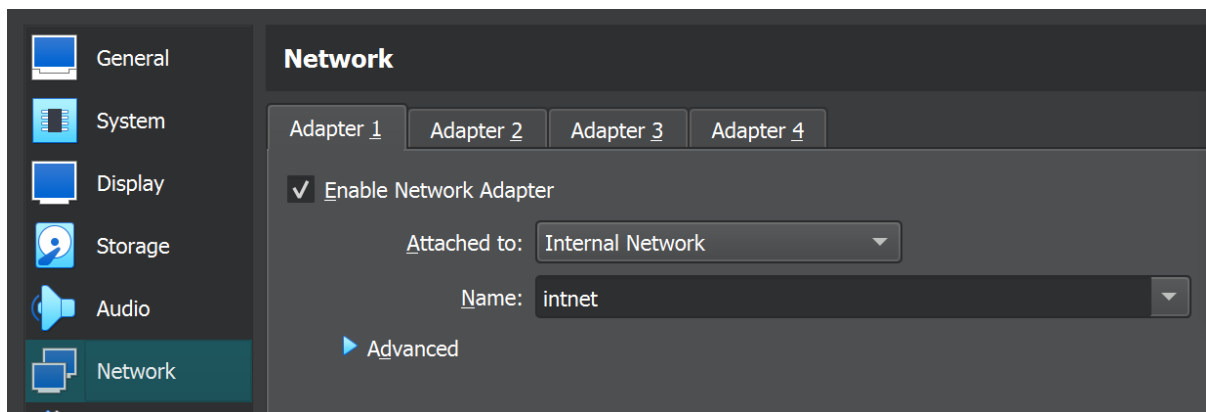 General
System
Display
Storage
Audio
Network
Network
Adapter 1
Adapter 2
Adapter 3
Adapter 4
Enable Network Adapter
Attached to: Internal Network
Name: intnet
Advanced